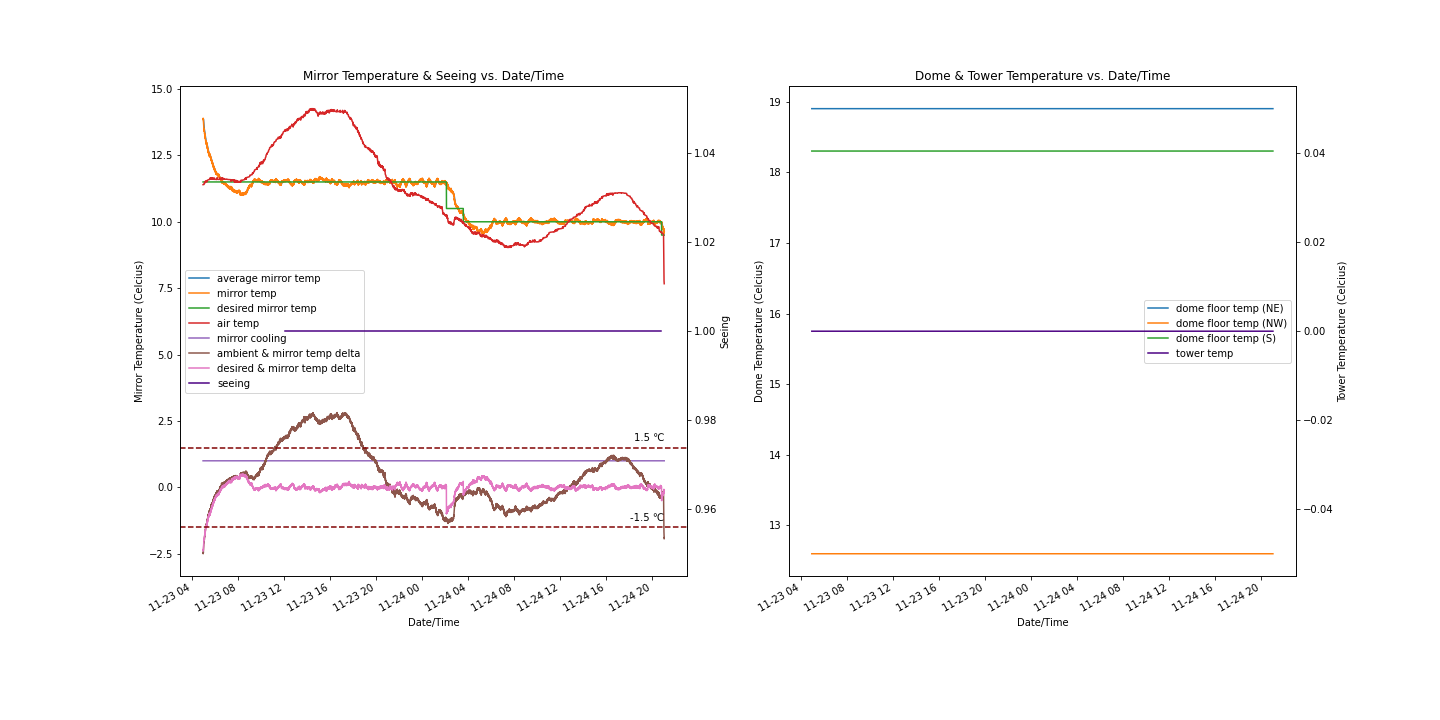 Mirror Temperature & Seeing vs. Date/Time
15.0
12.5
10.0
7.5
5.0
2.5
0.0
−2.5
Mirror Temperature (Celcius)
average mirror temp
mirror temp
desired mirror temp
air temp
mirror cooling
ambient & mirror temp delta
desired & mirror temp delta
seeing
1.5 °C
-1.5 °C
1.04
1.02
1.00
0.98
0.96
Seeing
11-23 04
11-23 08
11-23 12
11-23 16
11-23 20
11-24 00
11-24 04
11-24 08
11-24 12
11-24 16
11-24 20
Date/Time
Dome & Tower Temperature vs. Date/Time
19
18
17
16
15
14
13
Dome Temperature (Celcius)
dome floor temp (NE)
dome floor temp (NW)
dome floor temp (S)
tower temp
0.04
0.02
0.00
−0.02
−0.04
Tower Temperature (Celcius)
11-23 04
11-23 08
11-23 12
11-23 16
11-23 20
11-24 00
11-24 04
11-24 08
11-24 12
11-24 16
11-24 20
Date/Time